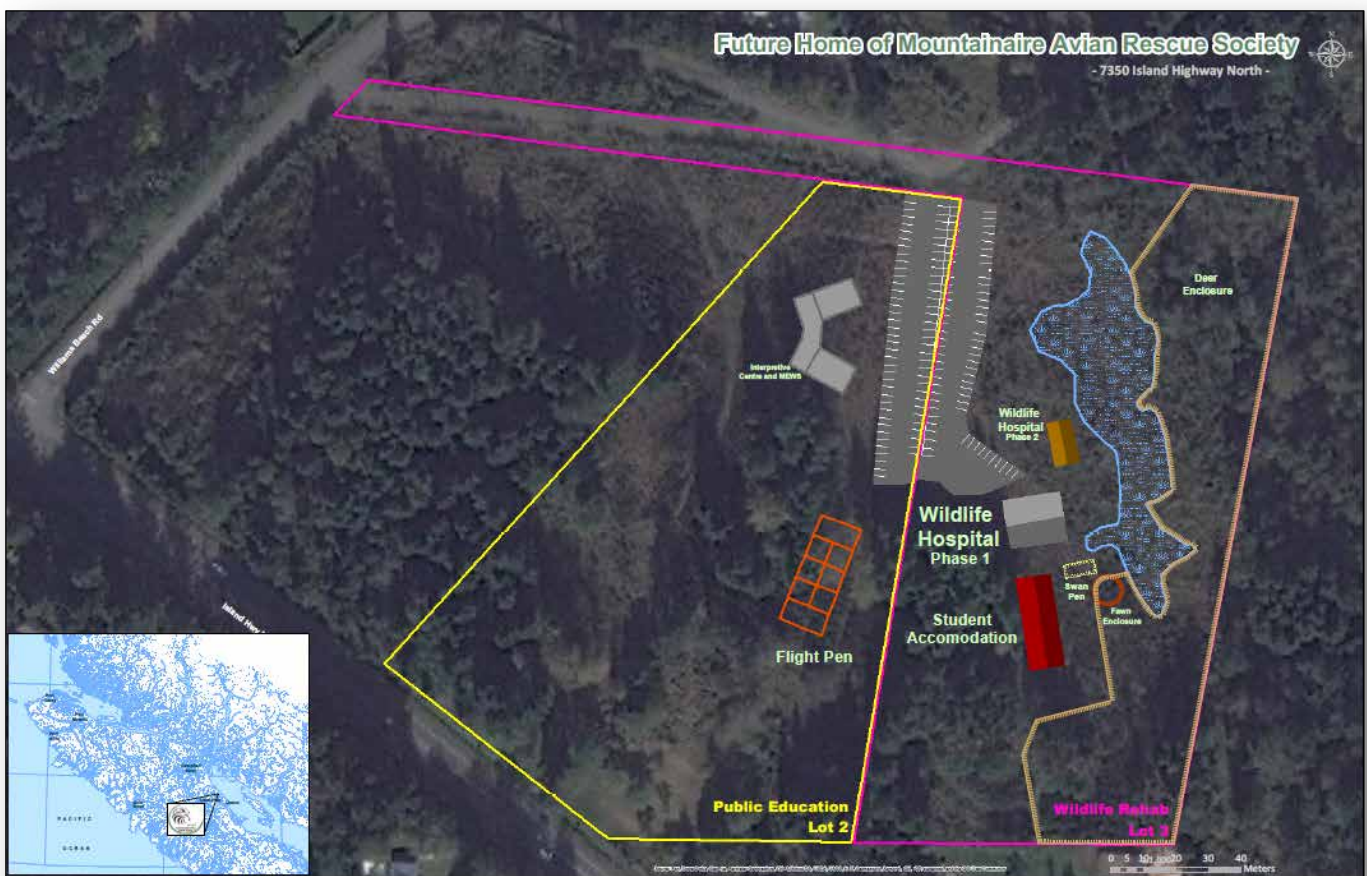 Future Home of Mountainaire Avian Rescue Society
- 7350 Island Highway North -
Williams Beach Rd
Island Hwy
Deer
Enclosure
Interpretive
Centre and MEWS
Wildlife
Hospital
Phase 2
Wildlife
Hospital
Phase 1
Swan
Pen
Fawn
Enclosure
Student
Accomodation
Flight Pen
Public Education
Lot 2
Wildlife Rehab
Lot 3
PACIFIC
OCEAN
0 5 10 20 30 40
Meters